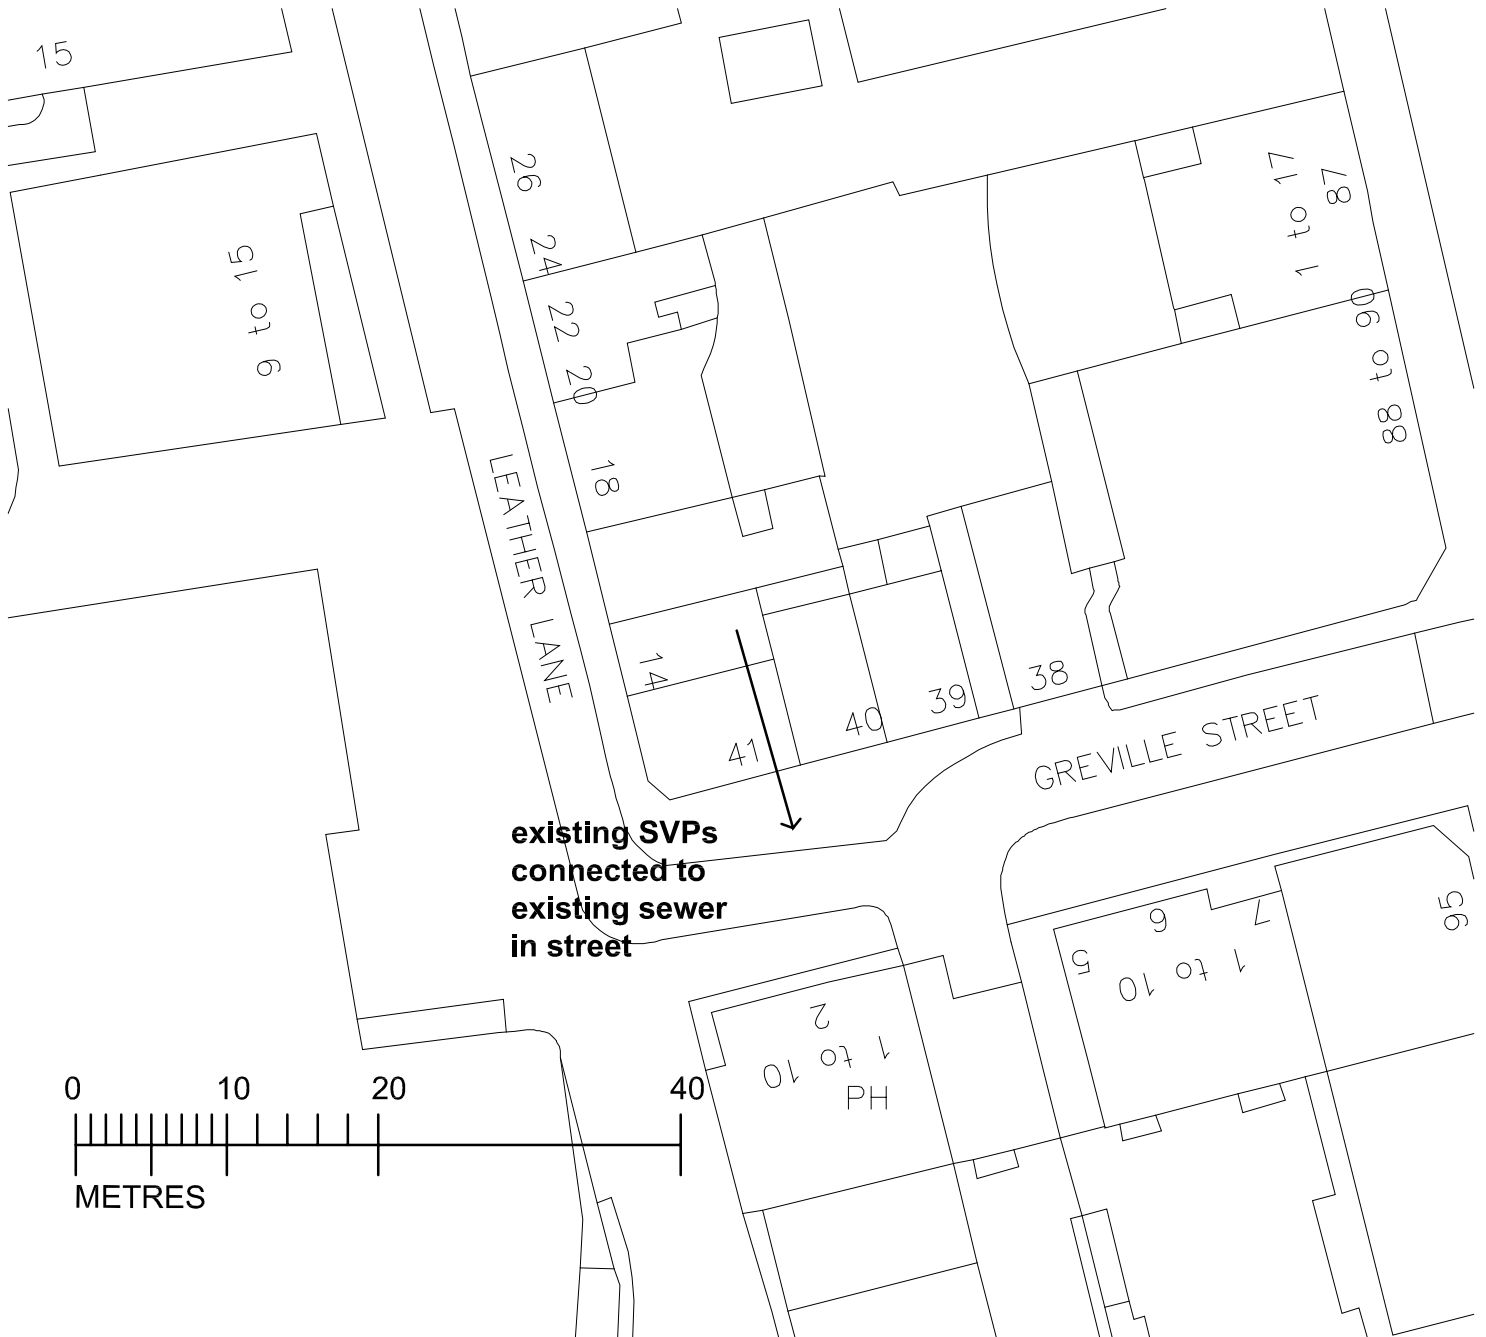 15
26
24
22
20
18
6 to 15
87
1 to 17
88 to 90
LEATHER LANE
14
41
40
39
38
GREVILLE STREET
existing SVPs
connected to
existing sewer
in street
5
6
7
1 to 10
56
2
1 to 10
PH
0 10 20 40
METRES